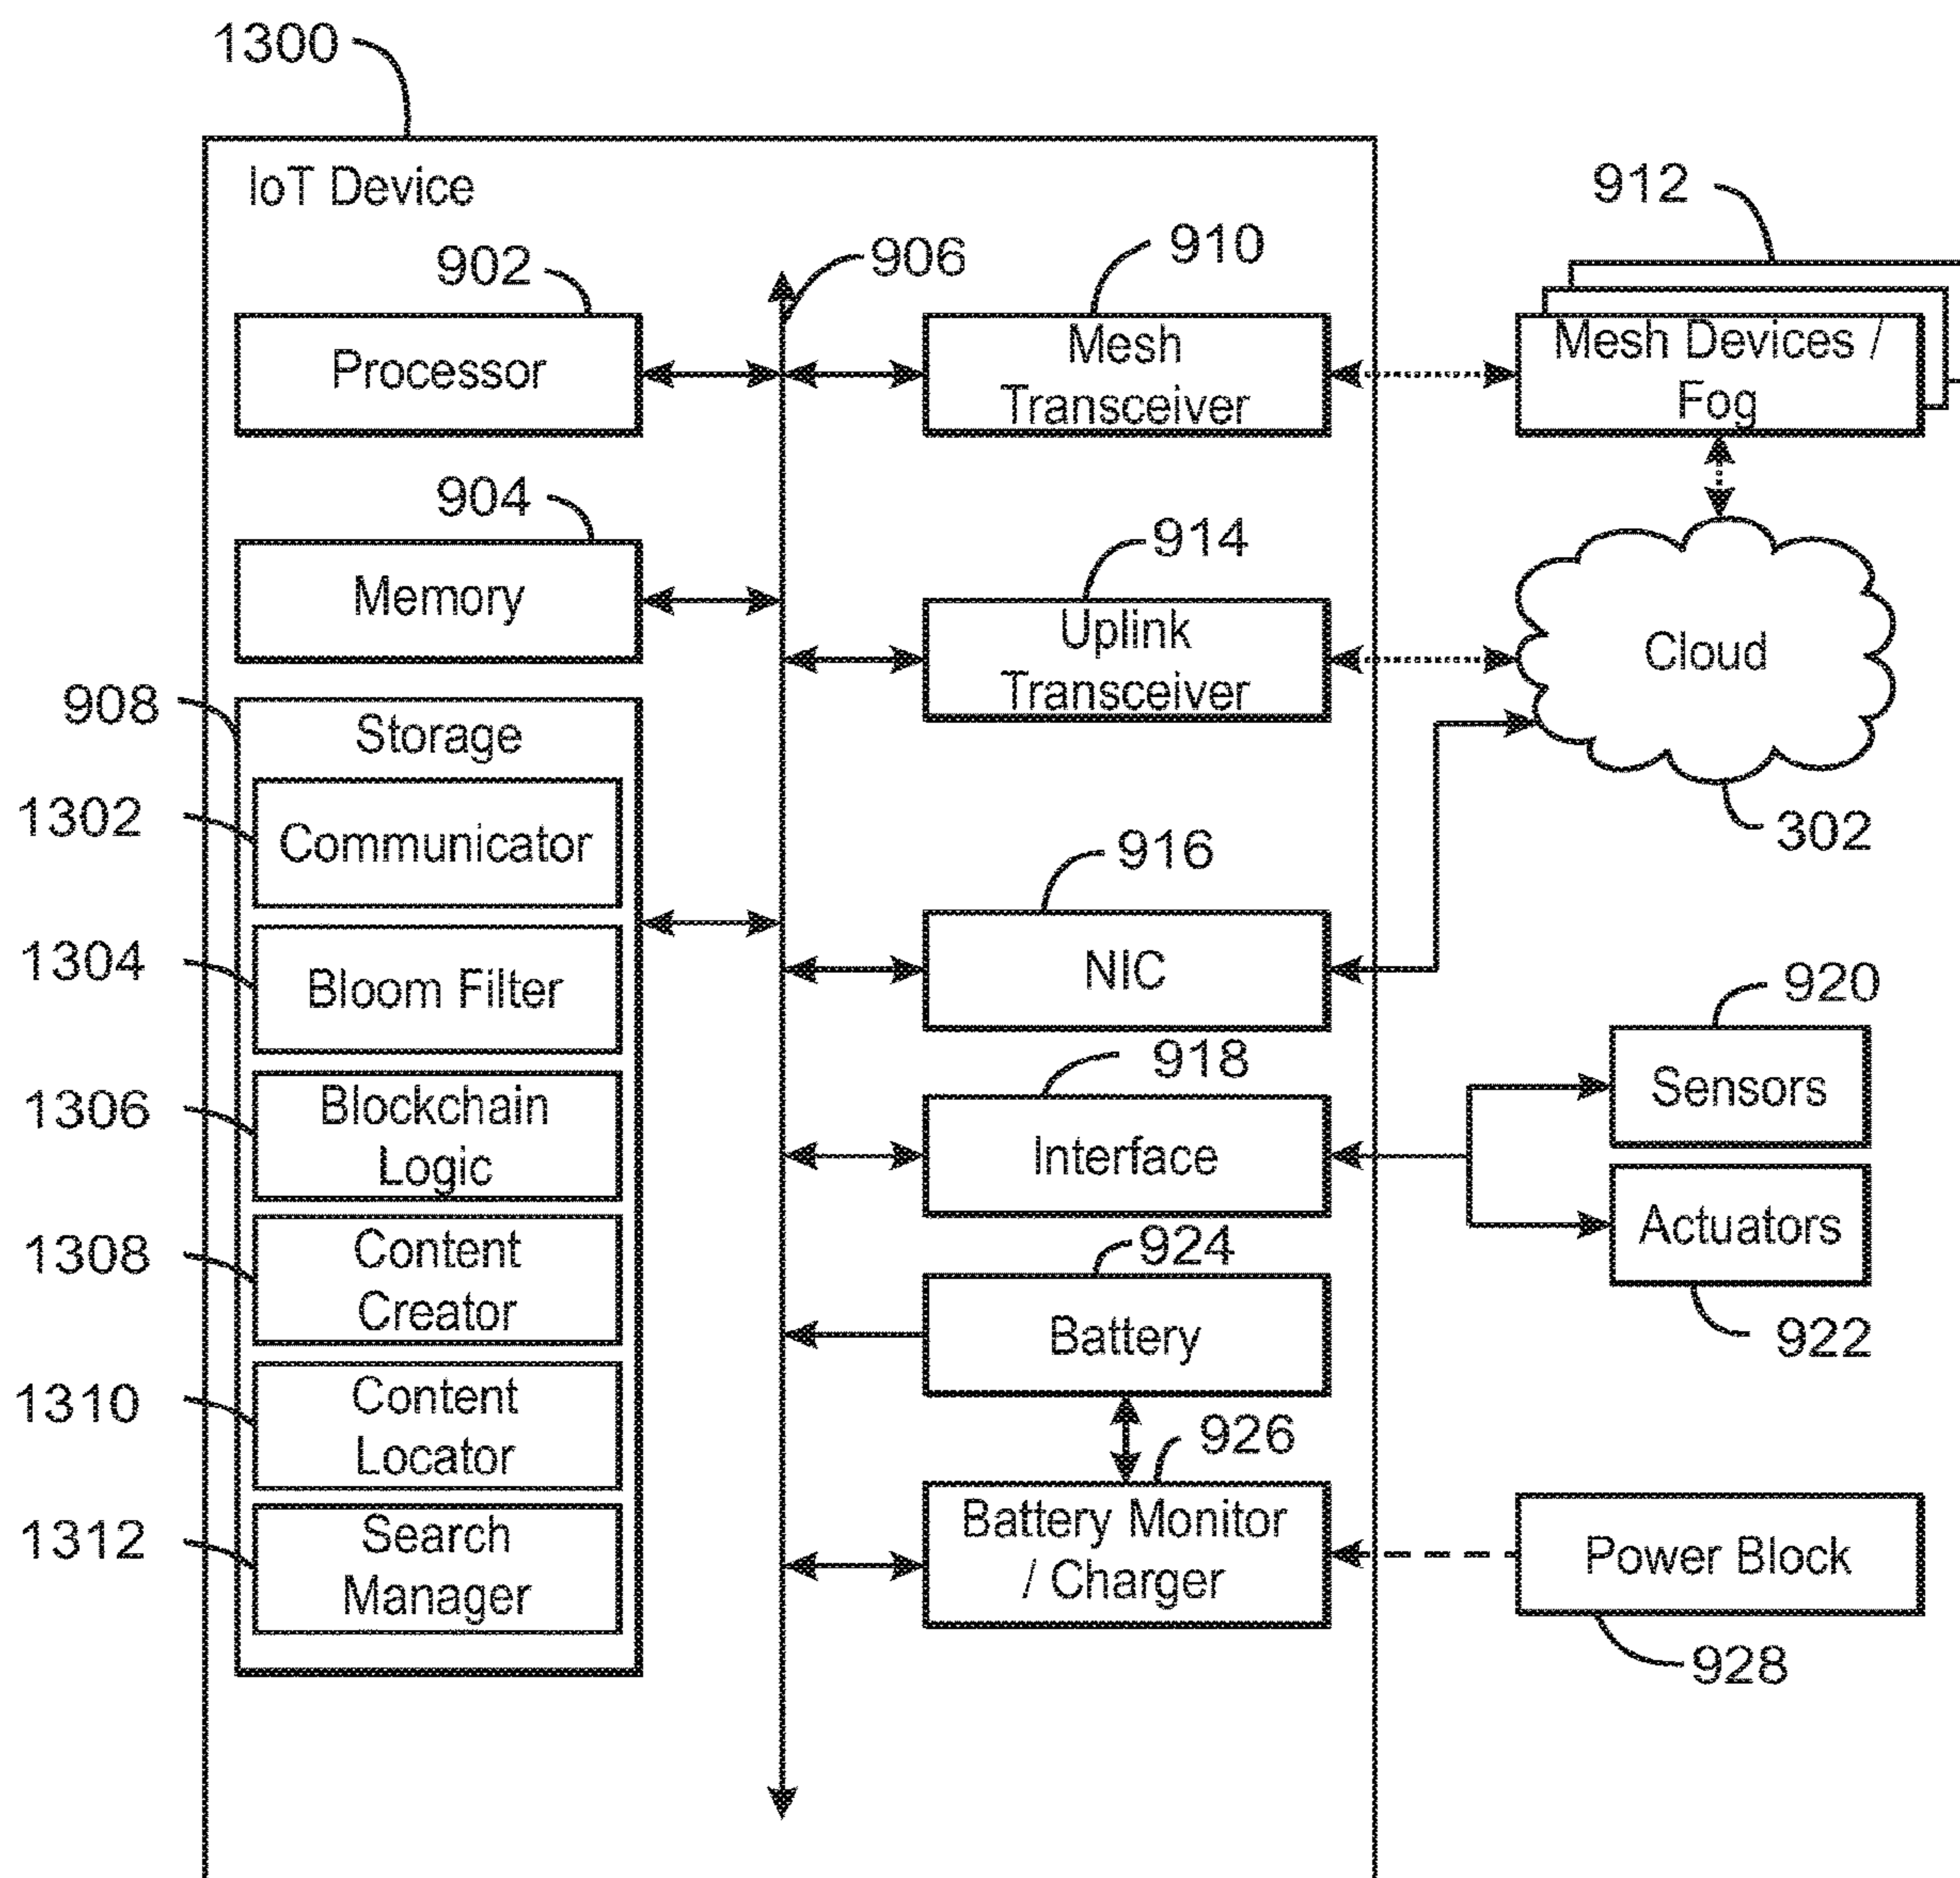 1300
IoT Device
912
902
906
910
Processor
Mesh
Transceiver
Mesh Devices /
Fog
904
914
Memory
Uplink
Transceiver
Cloud
908
Storage
302
1302
Communicator
916
1304
Bloom Filter
NIC
920
918
Sensors
1306
Blockchain
Logic
Interface
Actuators
1308
Content
Creator
924
922
Battery
1310
Content
Locator
926
1312
Search
Manager
Battery Monitor
/ Charger
Power Block
928